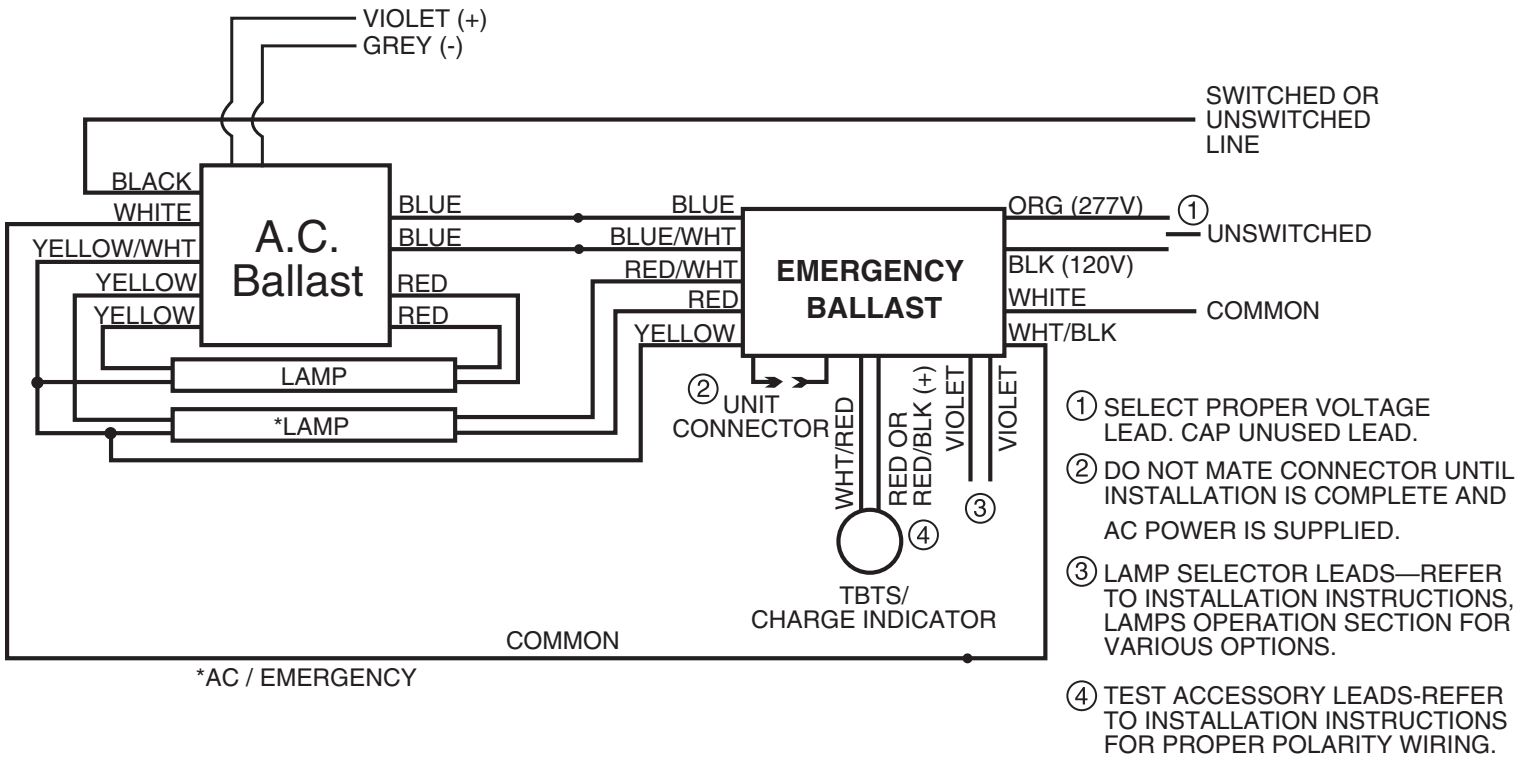 VIOLET (+)
GREY (-)
SWITCHED OR
UNSWITCHED
LINE
BLACK
WHITE
YELLOW/WHT
YELLOW
YELLOW
A.C.
Ballast
BLUE
BLUE
RED
RED
BLUE
BLUE/WHT
RED/WHT
RED
YELLOW
EMERGENCY
BALLAST
ORG (277V)
1
UNSWITCHED
BLK (120V)
WHITE
COMMON
WHT/BLK
LAMP
*LAMP
2
UNIT
CONNECTOR
WHT/RED
RED OR
RED/BLK (+)
VIOLET
VIOLET
3
4
TBTS/
CHARGE INDICATOR
COMMON
*AC / EMERGENCY
1 SELECT PROPER VOLTAGE
LEAD. CAP UNUSED LEAD.
2 DO NOT MATE CONNECTOR UNTIL
INSTALLATION IS COMPLETE AND
AC POWER IS SUPPLIED.
3 LAMP SELECTOR LEADS—REFER
TO INSTALLATION INSTRUCTIONS,
LAMPS OPERATION SECTION FOR
VARIOUS OPTIONS.
4 TEST ACCESSORY LEADS-REFER
TO INSTALLATION INSTRUCTIONS
FOR PROPER POLARITY WIRING.